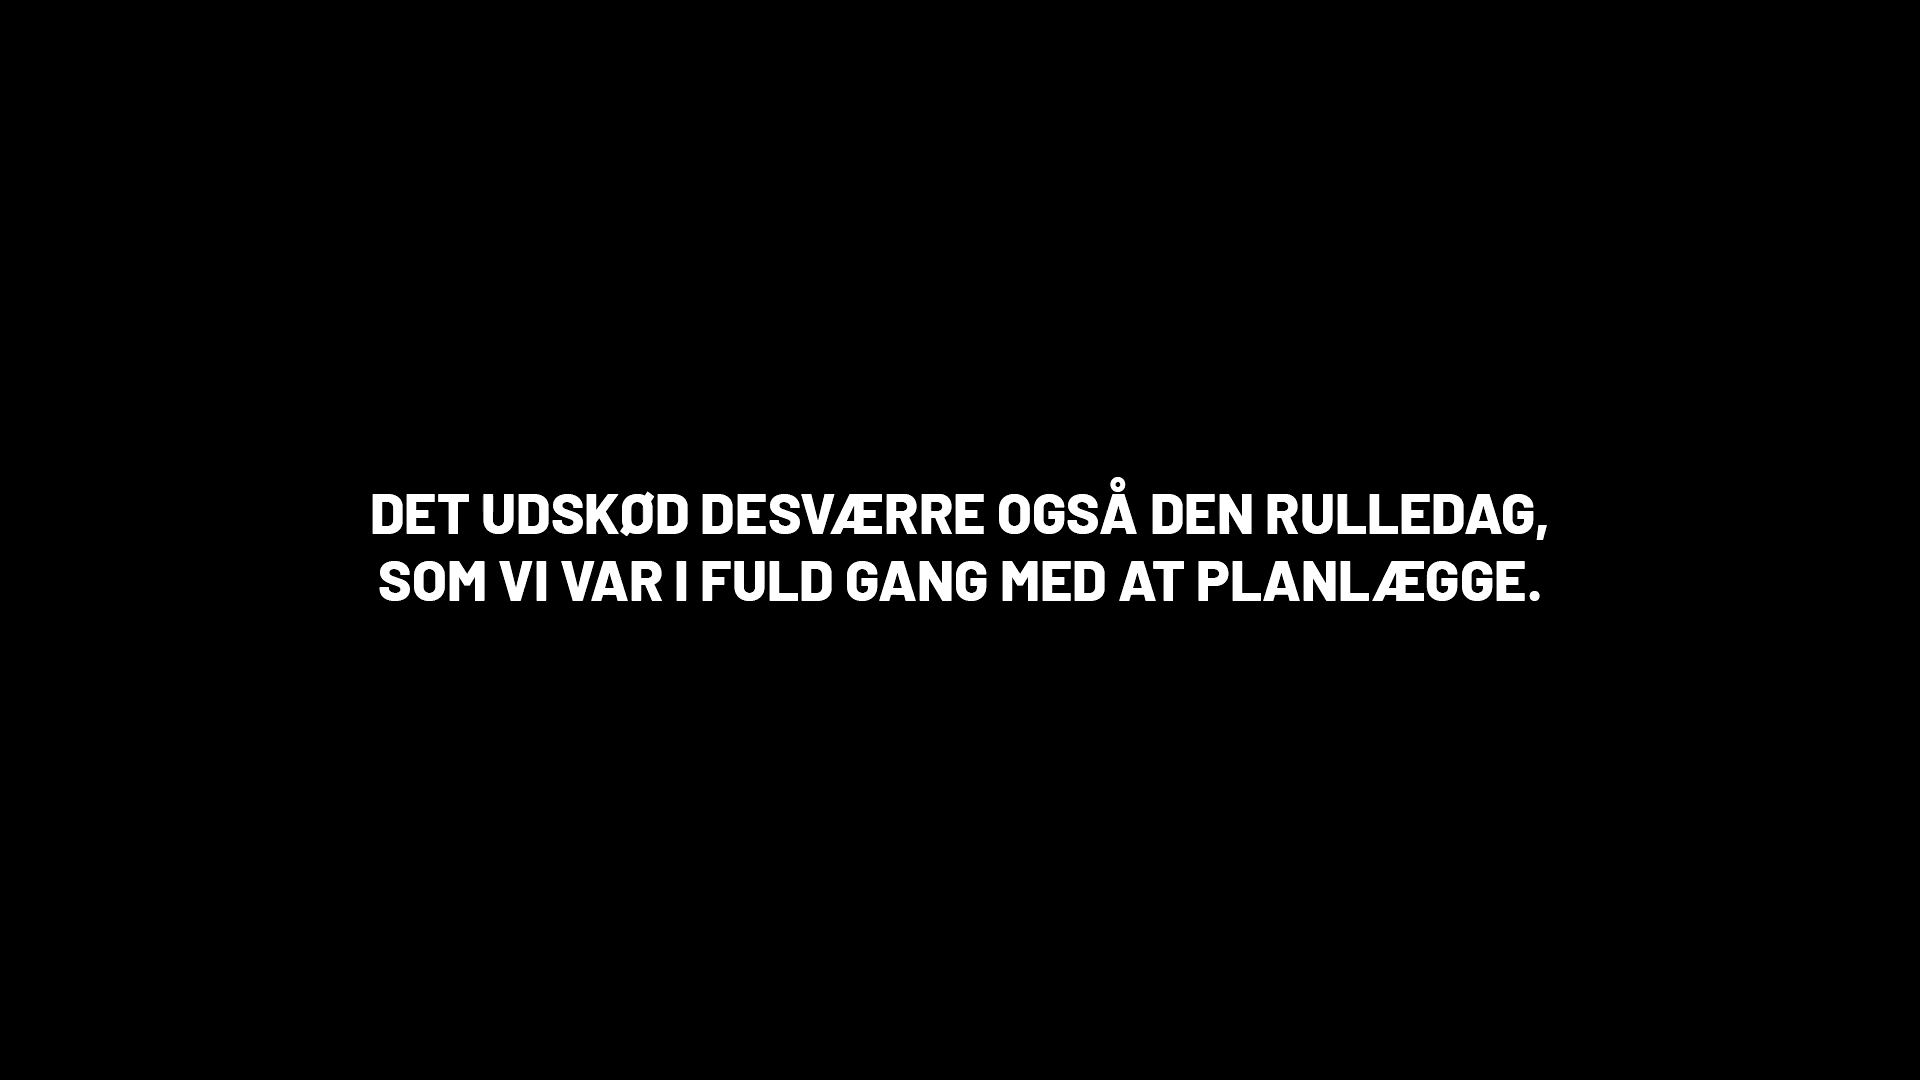 DET UDSKØD DESVÆRRE OGSÅ DEN RULLEDAG,
SOM VI VAR I FULD GANG MED AT PLANLÆGGE.